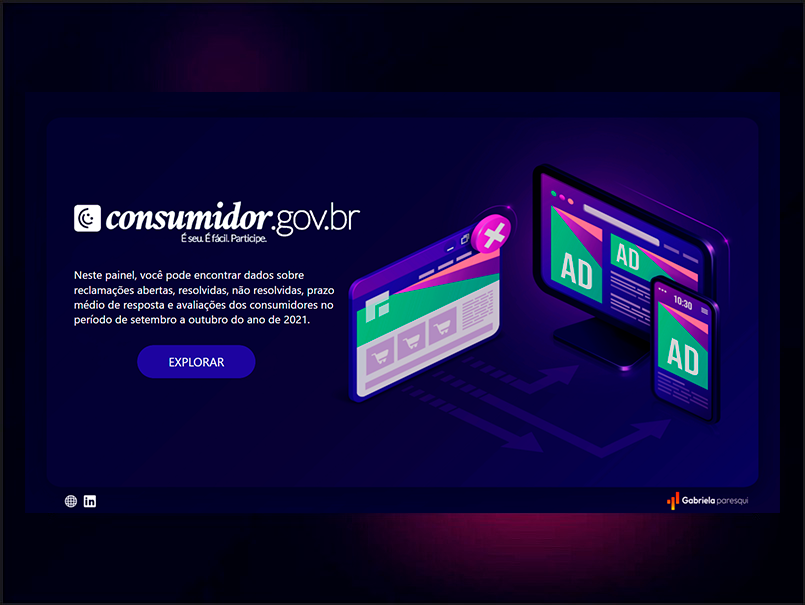 consumidor.gov.br
É seu. É fácil. Participe.
Neste painel, você pode encontrar dados sobre
reclamações abertas, resolvidas, não resolvidas, prazo
médio de resposta e avaliações dos consumidores no
período de setembro a outubro do ano de 2021.
EXPLORAR
AD
AD
10:30
AD
in
Gabriela paresqui